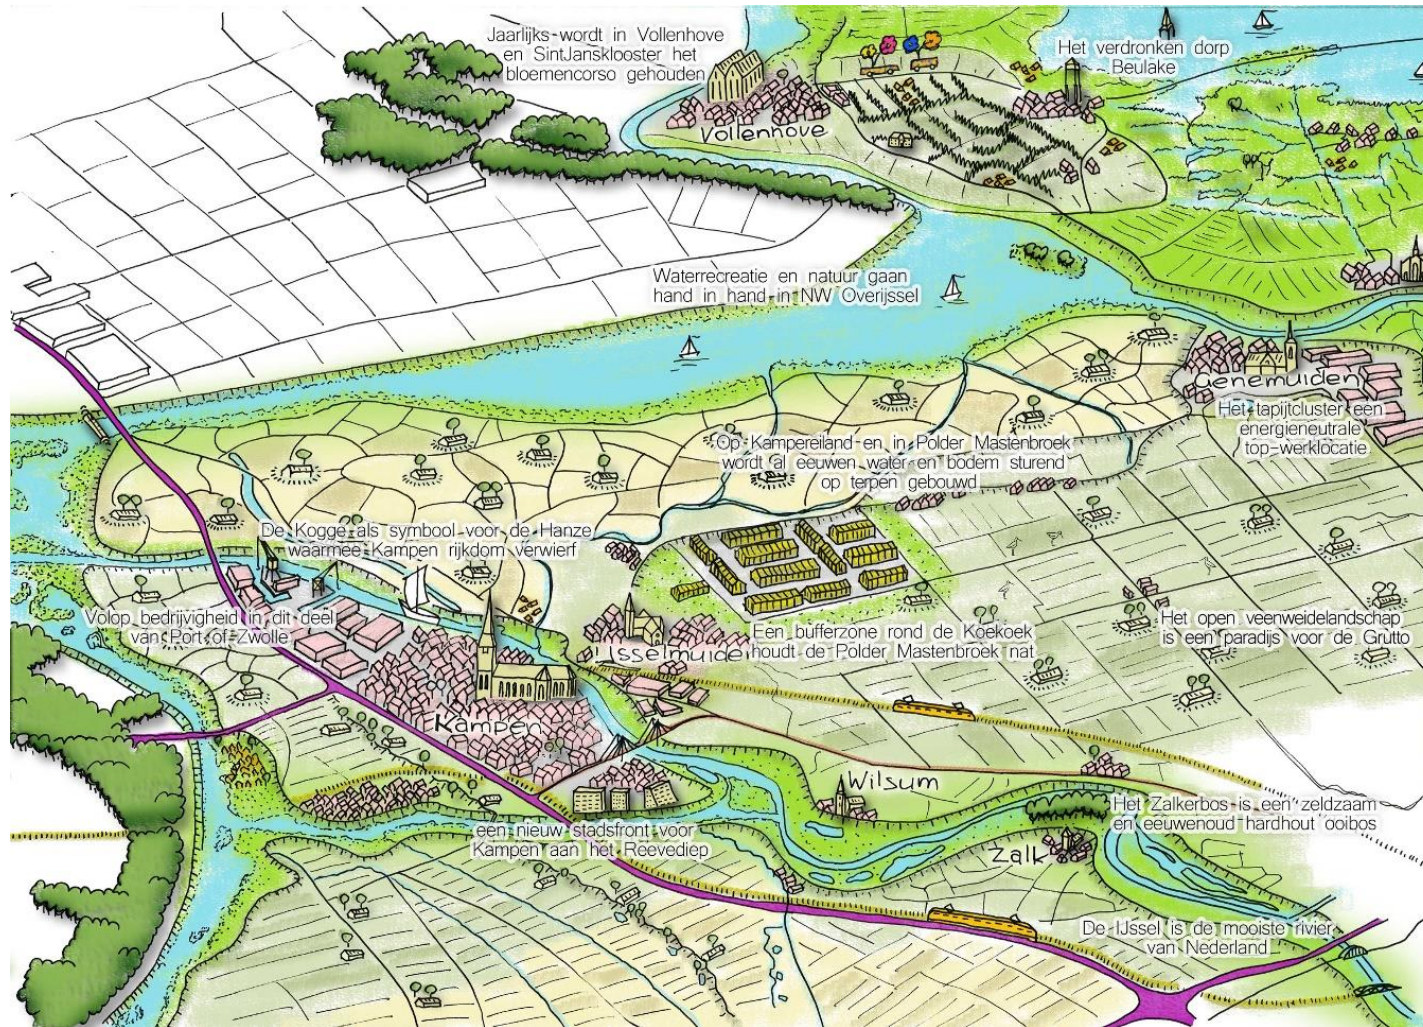 Jaarlijks wordt in Vollenhove
en SintJansklooster het
bloemencorso gehouden
Het verdronken dorp
Beulake
Vollenhove
Waterrecreatie en natuur gaan
hand in hand in NW Overijssel
Genemuiden
Het tapijtcluster een
energieneutrale
top-werklocatie
Op Kampereiland en in Polder Mastenbroek
wordt al eeuwen water en bodem sturend
op terpen gebouwd
De Kogge als symbool voor de Hanze
waarmee Kampen rijkdom verwierf
Volop bedrijvigheid in dit deel
van Port of Zwolle
IJsselmuiden
Een bufferzone rond de Koekoek
houdt de Polder Mastenbroek nat
Het open veenweidelandschap
is een paradijs voor de Grutto
Kampen
Wilsum
Het Zalkerbos is een zeldzaam
en eeuwenoud hardhout ooibos
een nieuw stadsfront voor
Kampen aan het Reevediep
Zalk
De IJssel is de mooiste rivier
van Nederland